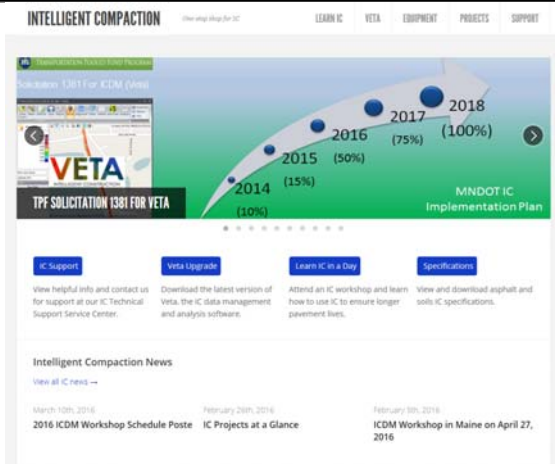 INTELLIGENT COMPACTION
One-stop shop for IC
LEARN IC
VETA
EQUIPMENT
PROJECTS
SUPPORT
TRANSPORTATION POOLED FUND PROGRAM
Solicitation 1381 For ICDM (Veta)
VETA
INTELLIGENT CONSTRUCTION
TPF SOLICITATION 1381 FOR VETA
2014
(10%)
2015
(15%)
2016
(50%)
2017
(75%)
2018
(100%)
MNDOT IC
Implementation Plan
IC Support
View helpful info and contact us
for support at our IC Technical
Support Service Center.
Veta Upgrade
Download the latest version of
Veta, the IC data management
and analysis software.
Learn IC in a Day
Attend an IC workshop and learn
how to use IC to ensure longer
pavement lives.
Specifications
View and download asphalt and
soils IC specifications.
Intelligent Compaction News
View all IC news →
March 10th, 2016
2016 ICDM Workshop Schedule Poste
February 26th, 2016
IC Projects at a Glance
February 5th, 2016
ICDM Workshop in Maine on April 27,
2016